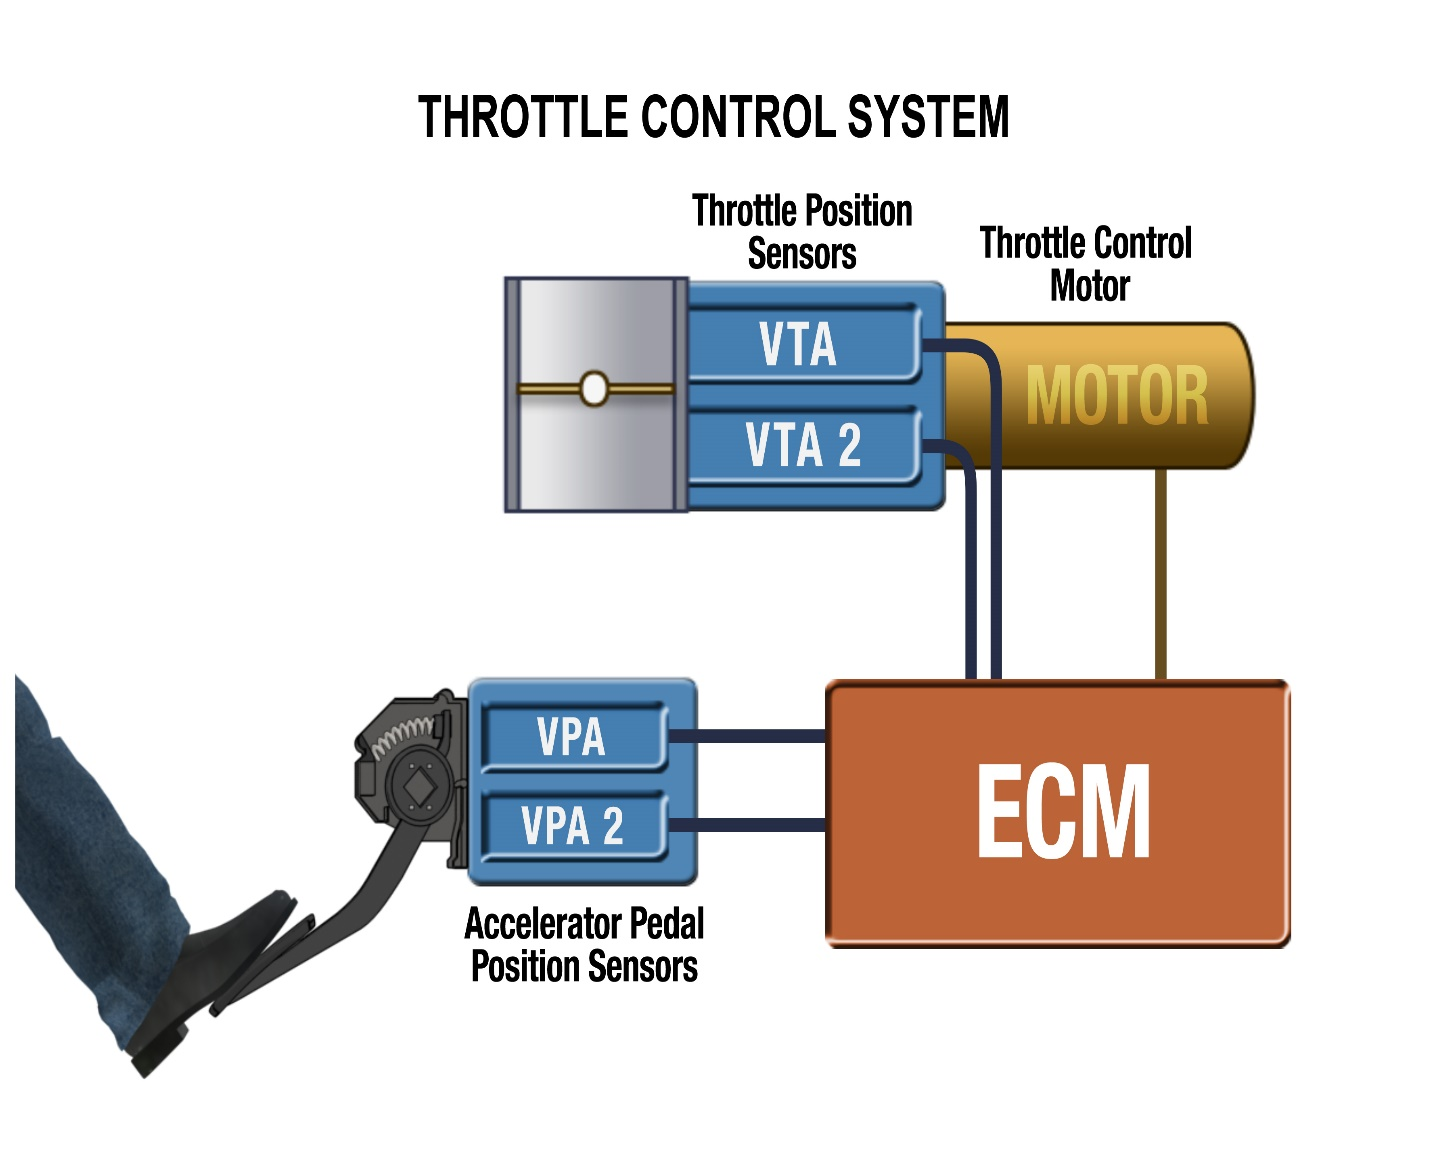 THROTTLE CONTROL SYSTEM
Throttle Position
Sensors
Throttle Control
Motor
VTA
VTA 2
MOTOR
VPA
VPA 2
ECM
Accelerator Pedal
Position Sensors